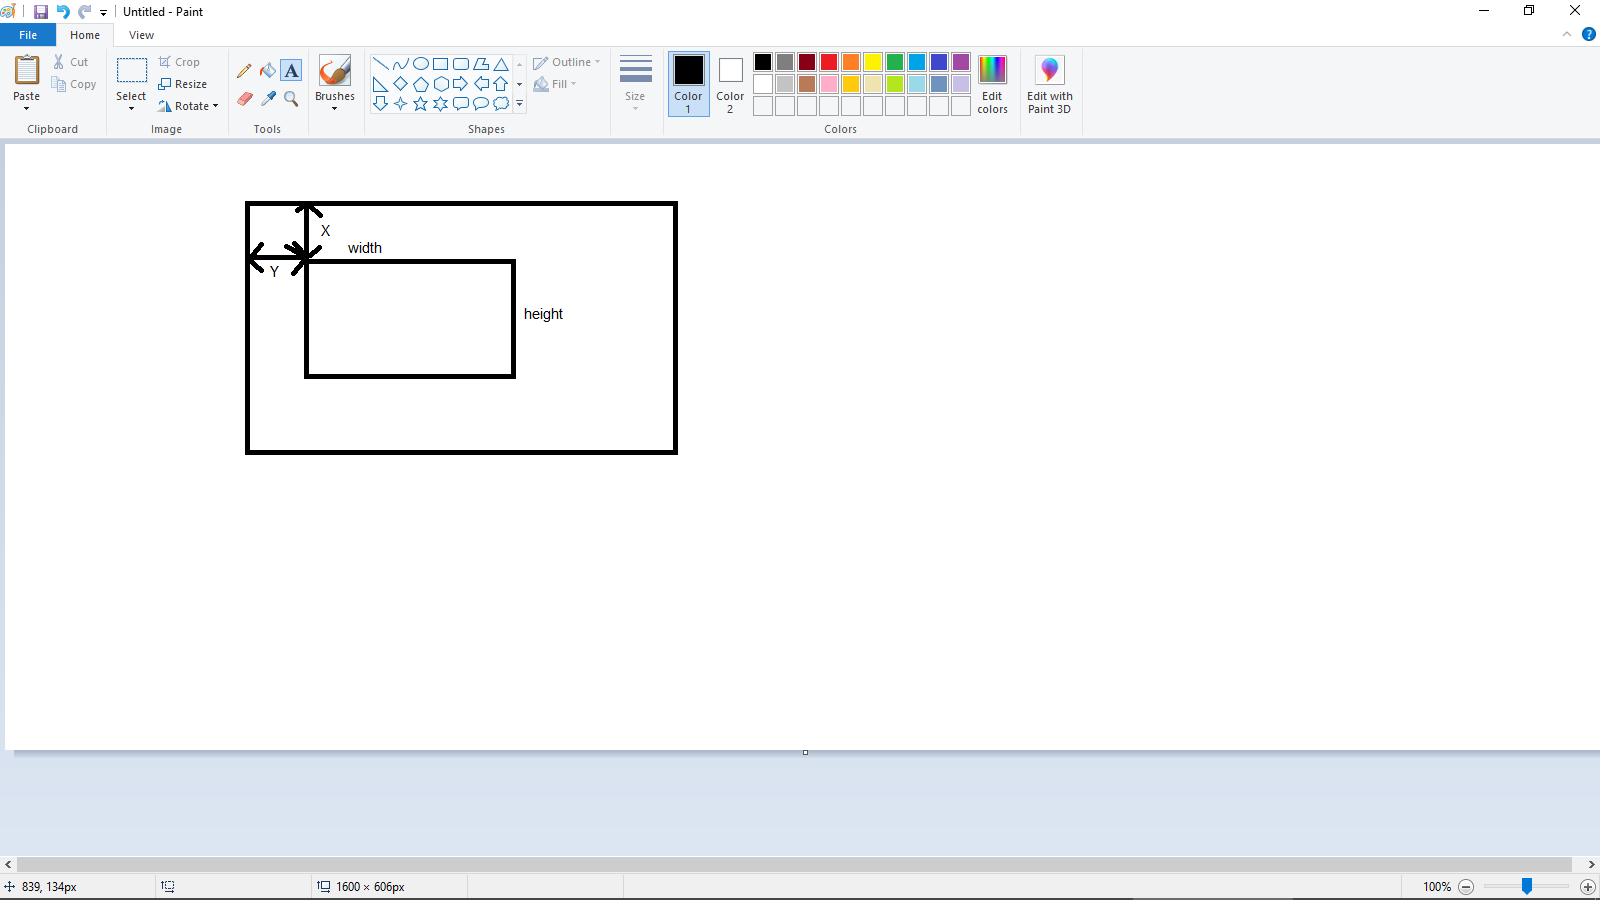 Untitled - Paint
File Home View
Paste
Cut
Copy
Clipboard
Select
Crop
Resize
Rotate
Image
A
Tools
Brushes
Shapes
Outline
Fill
Size
Color 1
Color 2
Edit colors
Colors
Edit with Paint 3D
X
width
Y
height
839, 134px
1600 × 606px
100%